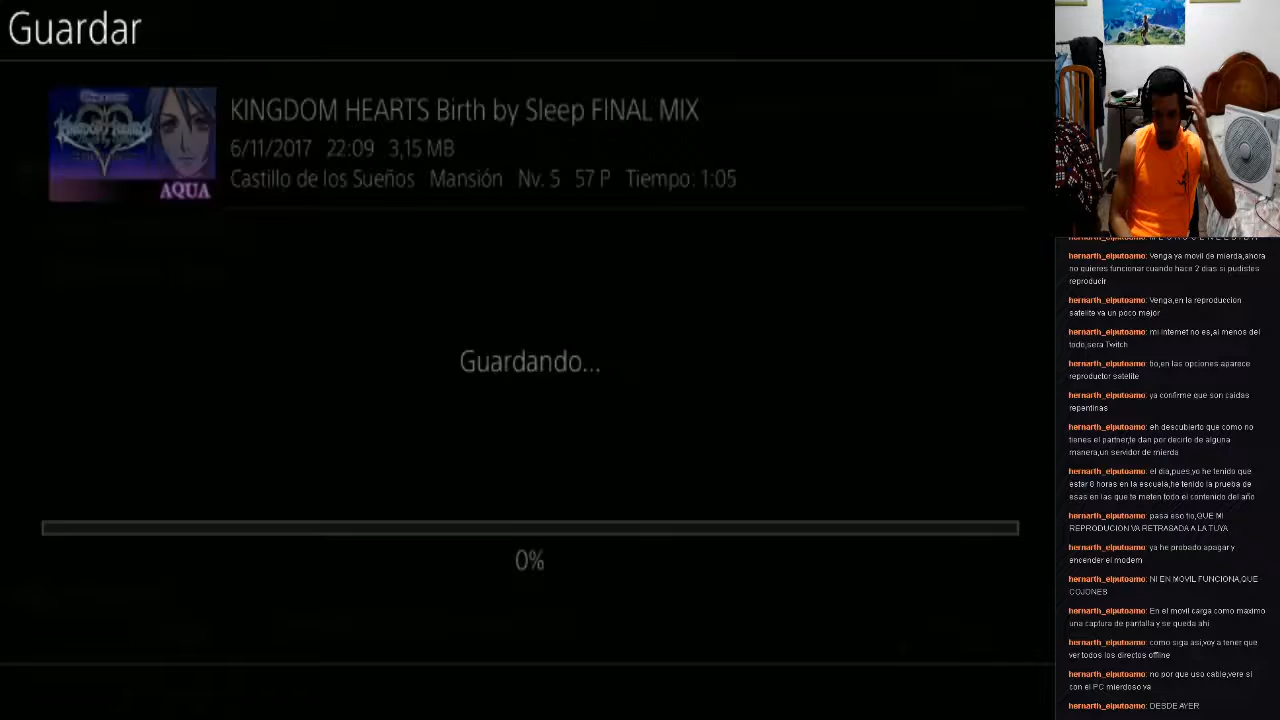 Guardar
KINGDOM HEARTS Birth by Sleep FINAL MIX
6/11/2017 22:09 3,15 MB
Castillo de los Sueños Mansión Nv. 5 57 P Tiempo: 1:05
KINGDOM HEARTS
AQUA
Guardando...
0%
hernarth_elputoamo: Venga ya movil de mierda,ahora
no quieres funcionar cuando hace 2 dias si pudistes
reproducir
hernarth_elputoamo: Venga,en la reproduccion
satelite va un poco mejor
hernarth_elputoamo: mi internet no es,al menos del
todo,sera Twitch
hernarth_elputoamo: tio,en las opciones aparece
reproductor satelite
hernarth_elputoamo: ya confirme que son caidas
repentinas
hernarth_elputoamo: eh descubierto que como no
tienes el partner,te dan por decirlo de alguna
manera,un servidor de mierda
hernarth_elputoamo: el dia,pues,yo he tenido que
estar 8 horas en la escuela,he tenido la prueba de
esas en las que te meten todo el contenido del año
hernarth_elputoamo: pasa eso tio,QUE MI
REPRODUCION VA RETRASADA A LA TUYA
hernarth_elputoamo: ya he probado apagar y
encender el modem
hernarth_elputoamo: NI EN MOVIL FUNCIONA,QUE
COJONES
hernarth_elputoamo: En el movil carga como maximo
una captura de pantalla y se queda ahi
hernarth_elputoamo: como siga asi,voy a tener que
ver todos los directos offline
hernarth_elputoamo: no por que uso cable,vere si
con el PC mierdoso va
hernarth_elputoamo: DESDE AYER